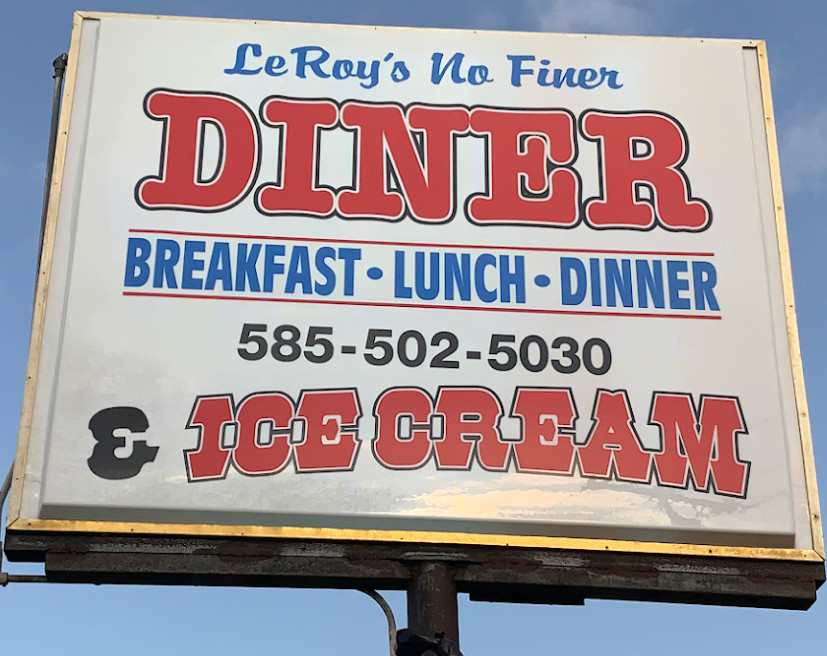 LeRoy's No Finer
DINER
BREAKFAST • LUNCH • DINNER
585-502-5030
& ICE CREAM